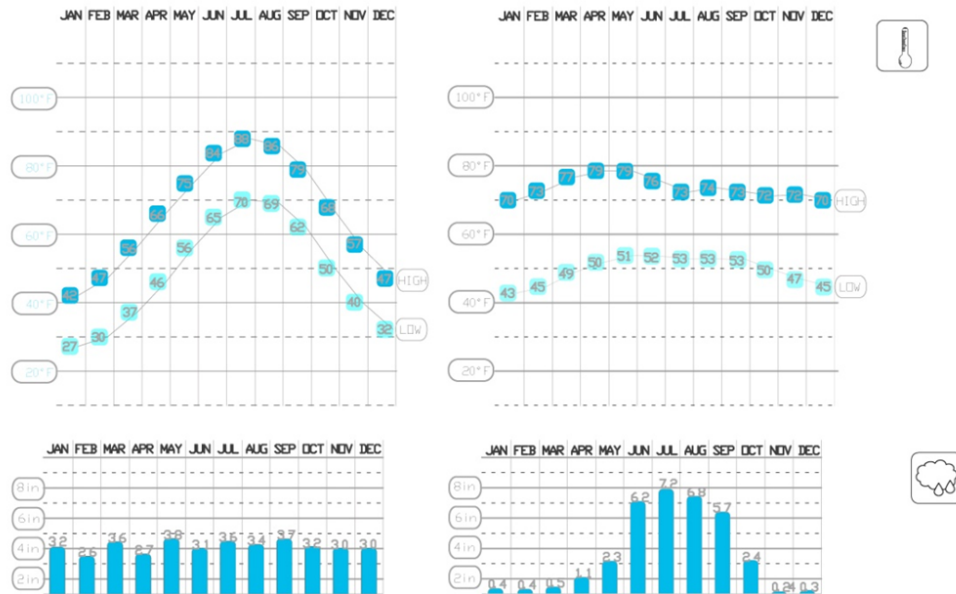 JAN FEB MAR APR MAY JUN JUL AUG SEP OCT NOV DEC
100°F
80°F
60°F
40°F
20°F
42 47 56 66 75 84 88 86 79 68 57 47
HIGH
27 30 37 46 56 65 70 69 62 50 40 32
LOW
JAN FEB MAR APR MAY JUN JUL AUG SEP OCT NOV DEC
100°F
80°F
60°F
40°F
20°F
70 73 77 79 79 76 73 74 73 72 72 70
HIGH
43 45 49 50 51 52 53 53 53 50 47 45
LOW
JAN FEB MAR APR MAY JUN JUL AUG SEP OCT NOV DEC
8in
6in
4in
2in
3.2 2.6 3.6 2.7 3.8 3.1 3.6 3.4 3.7 3.2 3.0 3.0
JAN FEB MAR APR MAY JUN JUL AUG SEP OCT NOV DEC
8in
6in
4in
2in
0.4 0.4 0.5 1.1 2.3 6.2 7.2 6.8 5.7 2.4 0.24 0.3